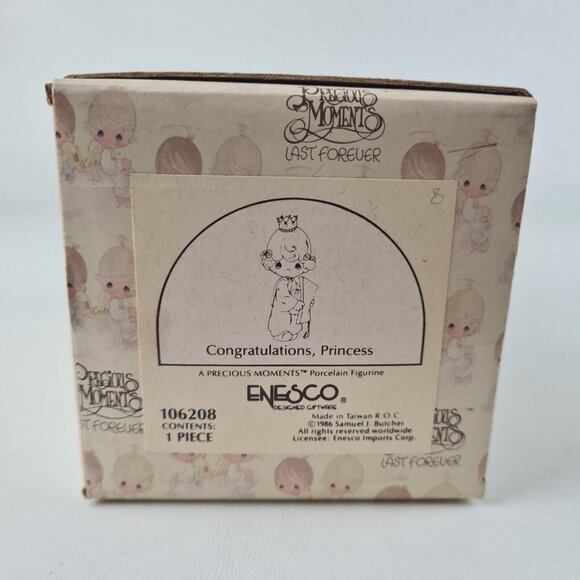 PRECIOUS
MOMENTS
LAST FOREVER
8
Congratulations, Princess
A PRECIOUS MOMENTS™ Porcelain Figurine
ENESCO®
DESIGNED GIFTWARE
106208
CONTENTS:
1 PIECE
Made in Taiwan R.O.C
©1986 Samuel J. Butcher
All rights reserved worldwide
Licensee: Enesco Imports Corp.
PRECIOUS
MOMENTS
LAST FOREVER
MOMENTS
™
LAST FOREVER